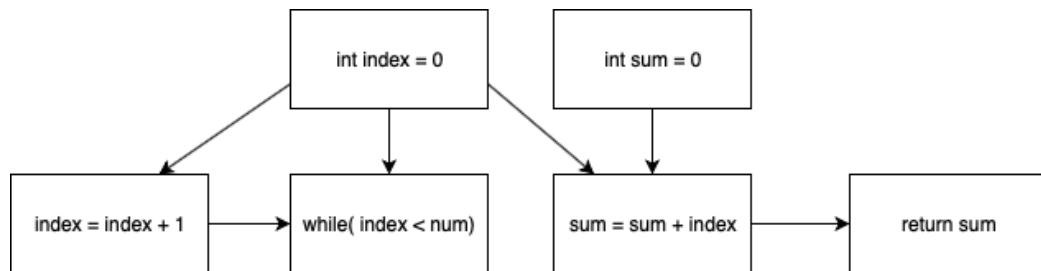 int index = 0
int sum = 0
index = index + 1
while( index < num)
sum = sum + index
return sum